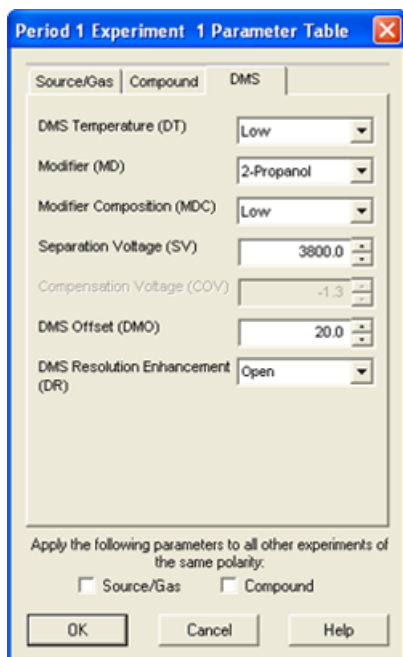 Period 1 Experiment 1 Parameter Table
Source/Gas Compound DMS
DMS Temperature (DT) Low
Modifier (MD) 2-Propanol
Modifier Composition (MDC) Low
Separation Voltage (SV) 3800.0
Compensation Voltage (COV) -1.3
DMS Offset (DMO) 20.0
DMS Resolution Enhancement
(DR) Open
Apply the following parameters to all other experiments of
the same polarity:
Source/Gas Compound
OK Cancel Help